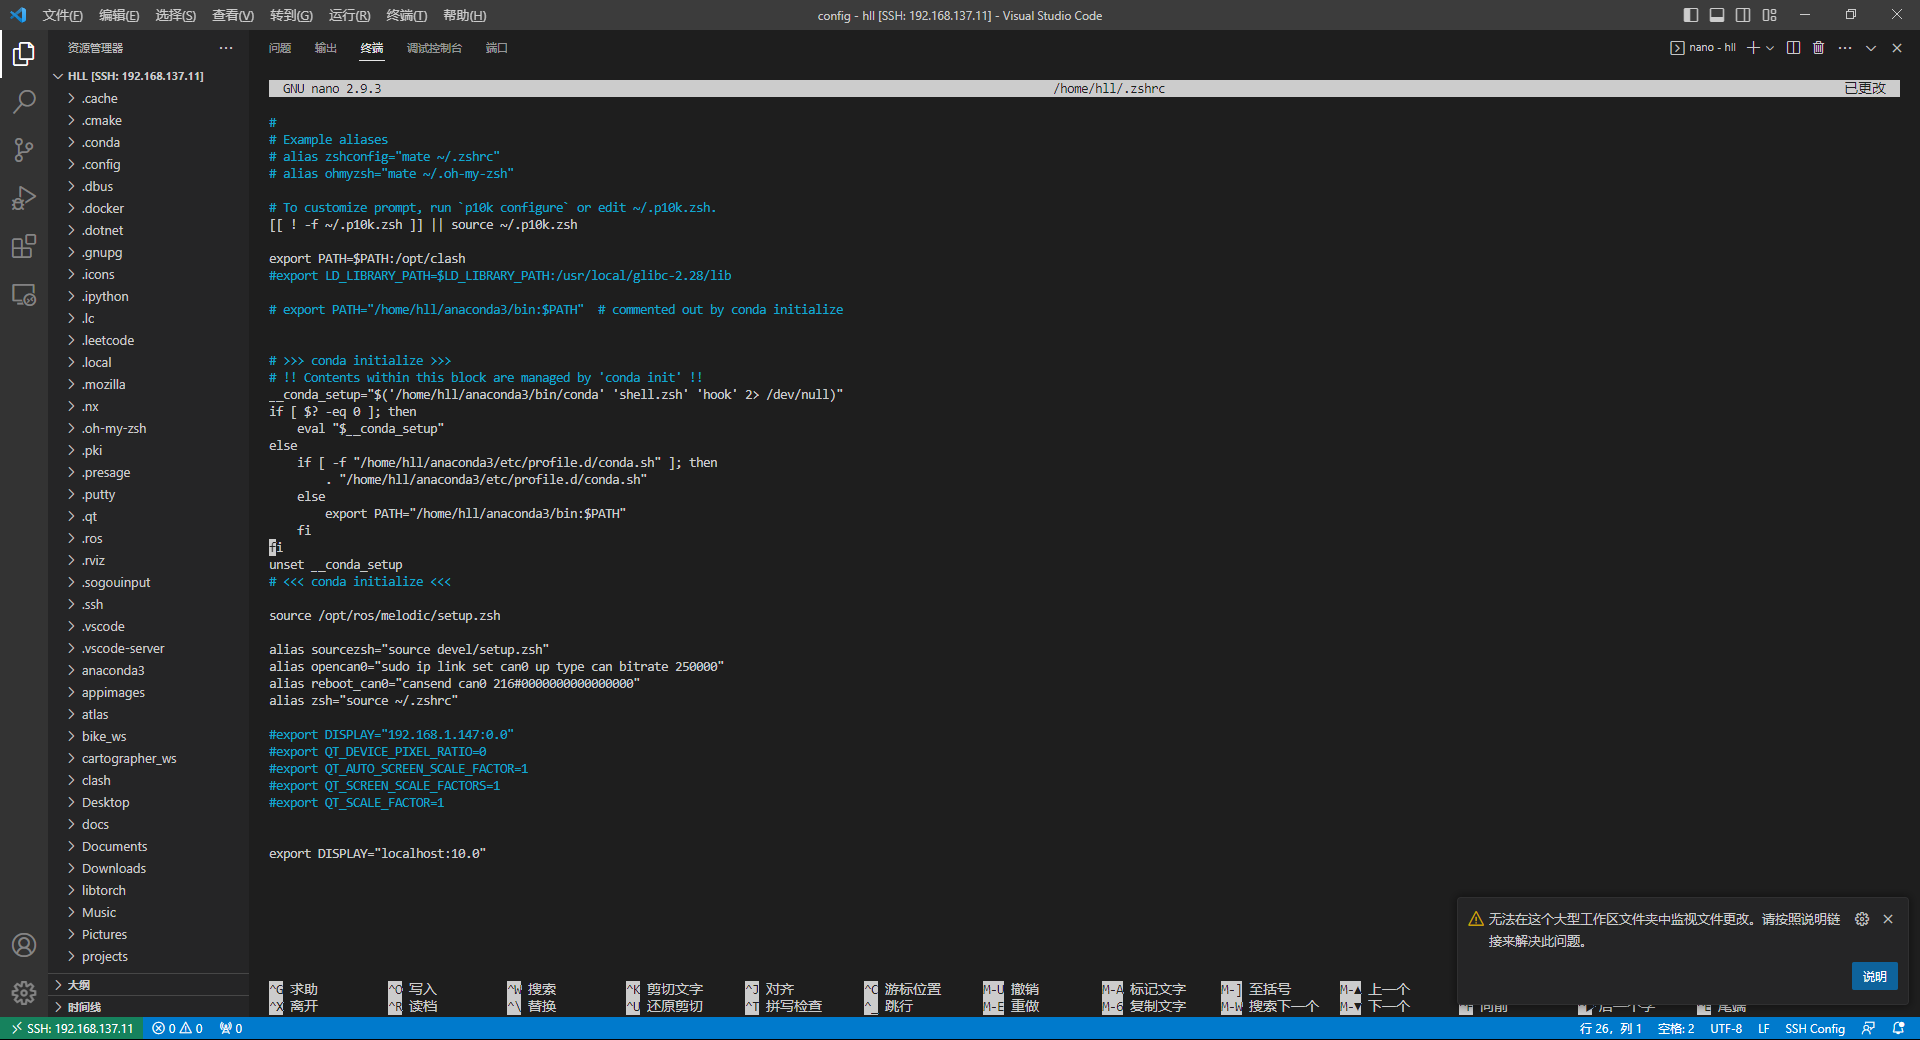 文件(F) 编辑(E) 选择(S) 查看(V) 转到(G) 运行(R) 终端(T) 帮助(H)
config - hll [SSH: 192.168.137.11] - Visual Studio Code
资源管理器
HLL [SSH: 192.168.137.11]
.cache
.cmake
.conda
.config
.dbus
.docker
.dotnet
.gnupg
.icons
.ipython
.lc
.leetcode
.local
.mozilla
.nx
.oh-my-zsh
.pki
.presage
.putty
.qt
.ros
.rviz
.sogouinput
.ssh
.vscode
.vscode-server
anaconda3
appimages
atlas
bike_ws
cartographer_ws
clash
Desktop
docs
Documents
Downloads
libtorch
Music
Pictures
projects
大纲
时间线
问题 输出 终端 调试控制台 端口
nano - hll
GNU nano 2.9.3 /home/hll/.zshrc 已更改
#
# Example aliases
# alias zshconfig="mate ~/.zshrc"
# alias ohmyzsh="mate ~/.oh-my-zsh"
# To customize prompt, run `p10k configure` or edit ~/.p10k.zsh.
[[ ! -f ~/.p10k.zsh ]] || source ~/.p10k.zsh
export PATH=$PATH:/opt/clash
#export LD_LIBRARY_PATH=$LD_LIBRARY_PATH:/usr/local/glibc-2.28/lib
# export PATH="/home/hll/anaconda3/bin:$PATH"  # commented out by conda initialize
# >>> conda initialize >>>
# !! Contents within this block are managed by 'conda init' !!
__conda_setup="$('/home/hll/anaconda3/bin/conda' 'shell.zsh' 'hook' 2> /dev/null)"
if [ $? -eq 0 ]; then
    eval "$__conda_setup"
else
    if [ -f "/home/hll/anaconda3/etc/profile.d/conda.sh" ]; then
        . "/home/hll/anaconda3/etc/profile.d/conda.sh"
    else
        export PATH="/home/hll/anaconda3/bin:$PATH"
    fi
fi
unset __conda_setup
# <<< conda initialize <<<
source /opt/ros/melodic/setup.zsh
alias sourcezsh="source devel/setup.zsh"
alias opencan0="sudo ip link set can0 up type can bitrate 250000"
alias reboot_can0="cansend can0 216#0000000000000000"
alias zsh="source ~/.zshrc"
#export DISPLAY="192.168.1.147:0.0"
#export QT_DEVICE_PIXEL_RATIO=0
#export QT_AUTO_SCREEN_SCALE_FACTOR=1
#export QT_SCREEN_SCALE_FACTORS=1
#export QT_SCALE_FACTOR=1
export DISPLAY="localhost:10.0"
无法在这个大型工作区文件夹中监视文件更改。请按照说明链
接来解决此问题。
说明
^G 求助 ^O 写入 ^W 搜索 ^K 剪切文字 ^J 对齐 ^C 游标位置 M-U 撤销 M-A 标记文字 M-] 至括号 M-▲ 上一个
^X 离开 ^R 读档 ^\ 替换 ^U 还原剪切 ^T 拼写检查 ^_ 跳行 M-E 重做 M-6 复制文字 M-W 搜索下一个 M-▼ 下一个
SSH: 192.168.137.11 0 0 0 行 26，列 1 空格: 2 UTF-8 LF SSH Config